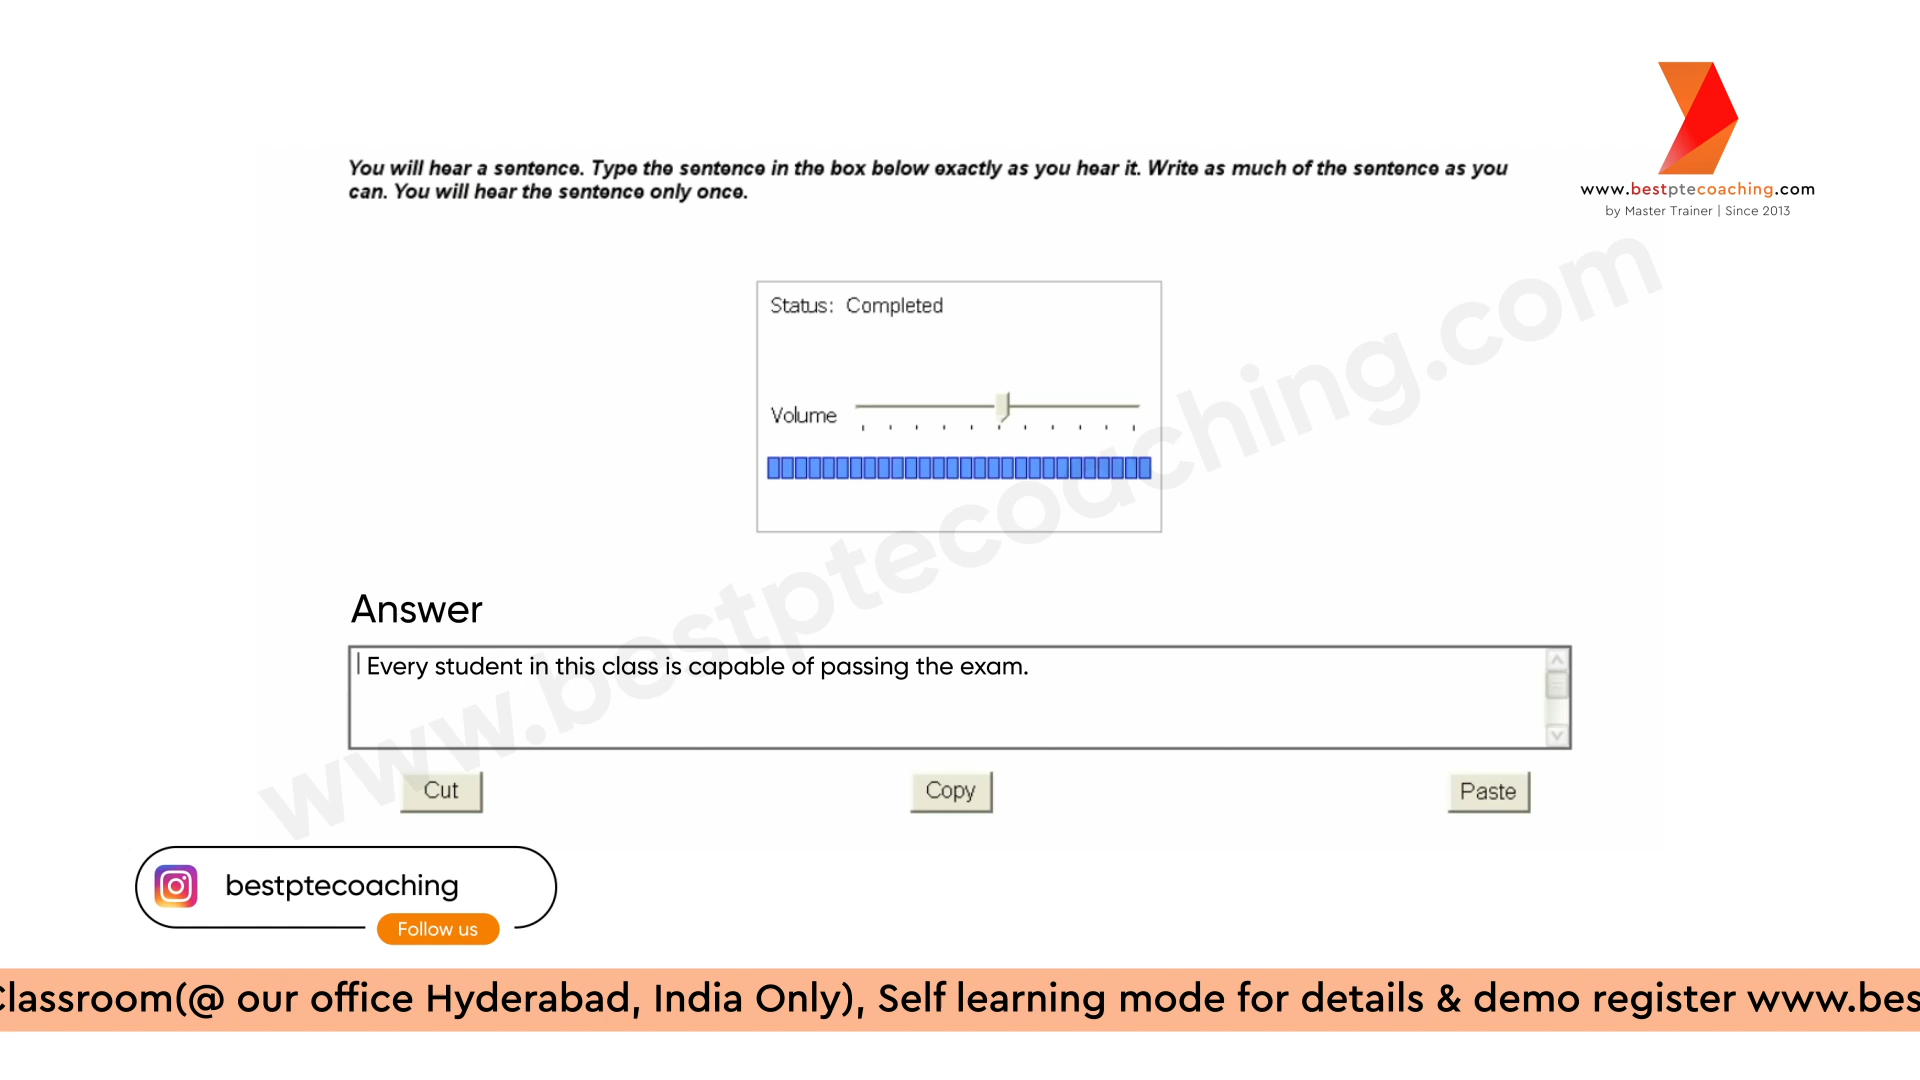 You will hear a sentence. Type the sentence in the box below exactly as you hear it. Write as much of the sentence as you
can. You will hear the sentence only once.
www.bestptecoaching.com
by Master Trainer | Since 2013
Status: Completed
Volume
www.bestptecoaching.com
Answer
Every student in this class is capable of passing the exam.
Cut
Copy
Paste
bestptecoaching
Follow us
Classroom(@ our office Hyderabad, India Only), Self learning mode for details & demo register www.bes